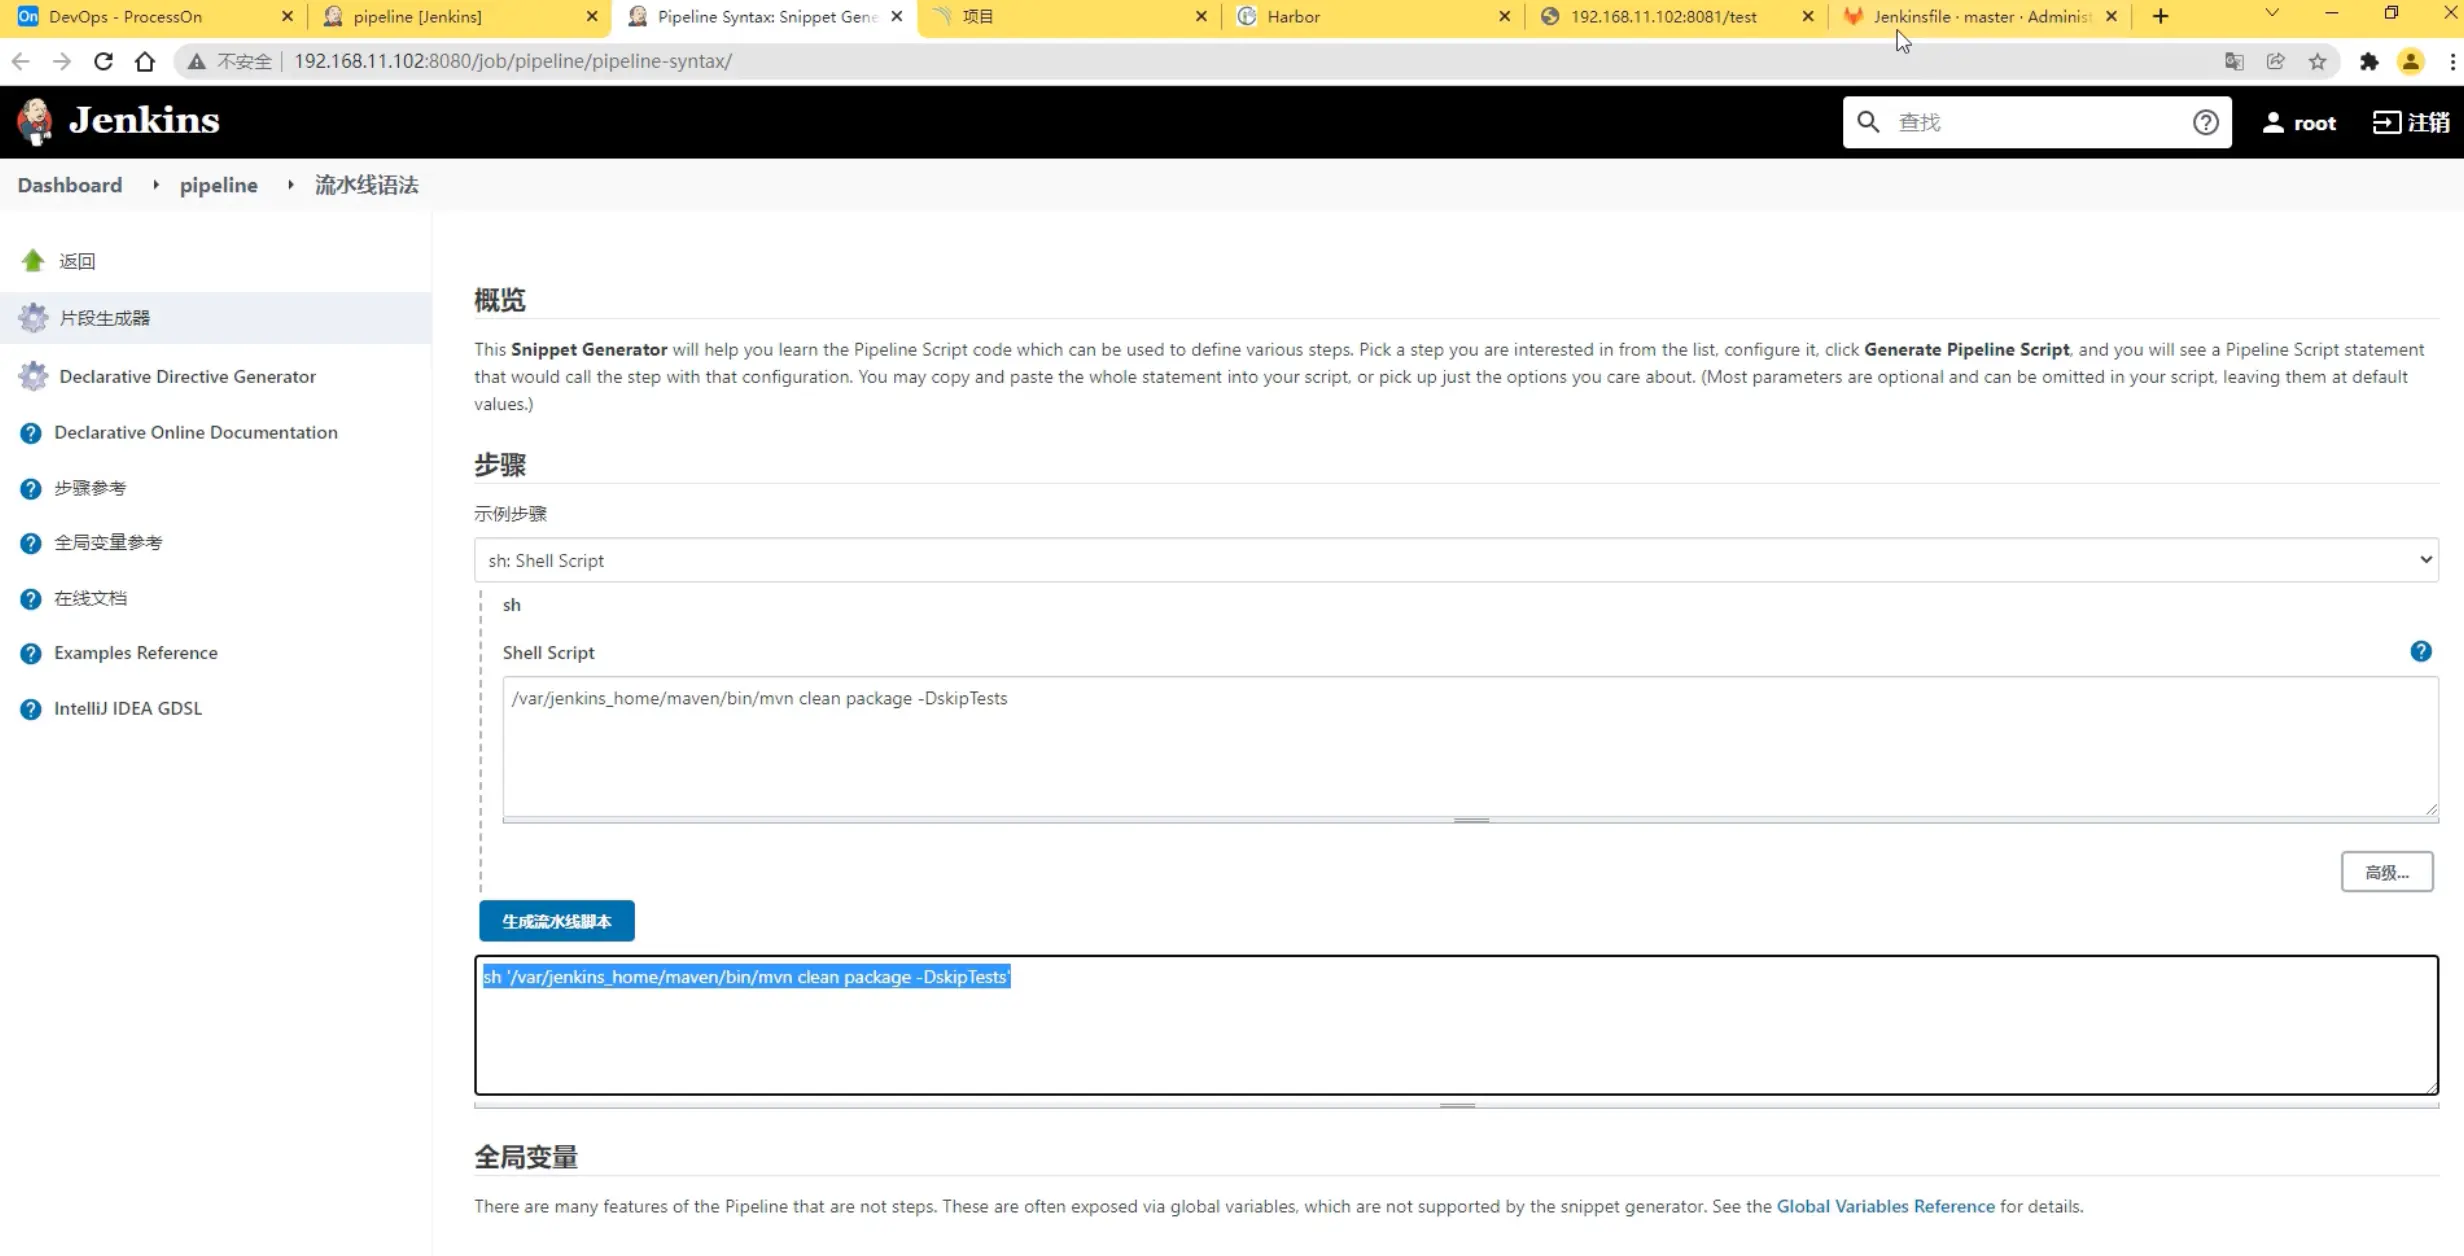 On DevOps - ProcessOn
pipeline [Jenkins]
Pipeline Syntax: Snippet Gene
项目
Harbor
192.168.11.102:8081/test
Jenkinsfile · master · Administ
不安全 | 192.168.11.102:8080/job/pipeline/pipeline-syntax/
Jenkins
查找
root
注销
Dashboard
pipeline
流水线语法
返回
片段生成器
Declarative Directive Generator
Declarative Online Documentation
步骤参考
全局变量参考
在线文档
Examples Reference
IntelliJ IDEA GDSL
概览
This Snippet Generator will help you learn the Pipeline Script code which can be used to define various steps. Pick a step you are interested in from the list, configure it, click Generate Pipeline Script, and you will see a Pipeline Script statement
that would call the step with that configuration. You may copy and paste the whole statement into your script, or pick up just the options you care about. (Most parameters are optional and can be omitted in your script, leaving them at default
values.)
步骤
示例步骤
sh: Shell Script
sh
Shell Script
/var/jenkins_home/maven/bin/mvn clean package -DskipTests
高级...
生成流水线脚本
sh '/var/jenkins_home/maven/bin/mvn clean package -DskipTests'
全局变量
There are many features of the Pipeline that are not steps. These are often exposed via global variables, which are not supported by the snippet generator. See the Global Variables Reference for details.